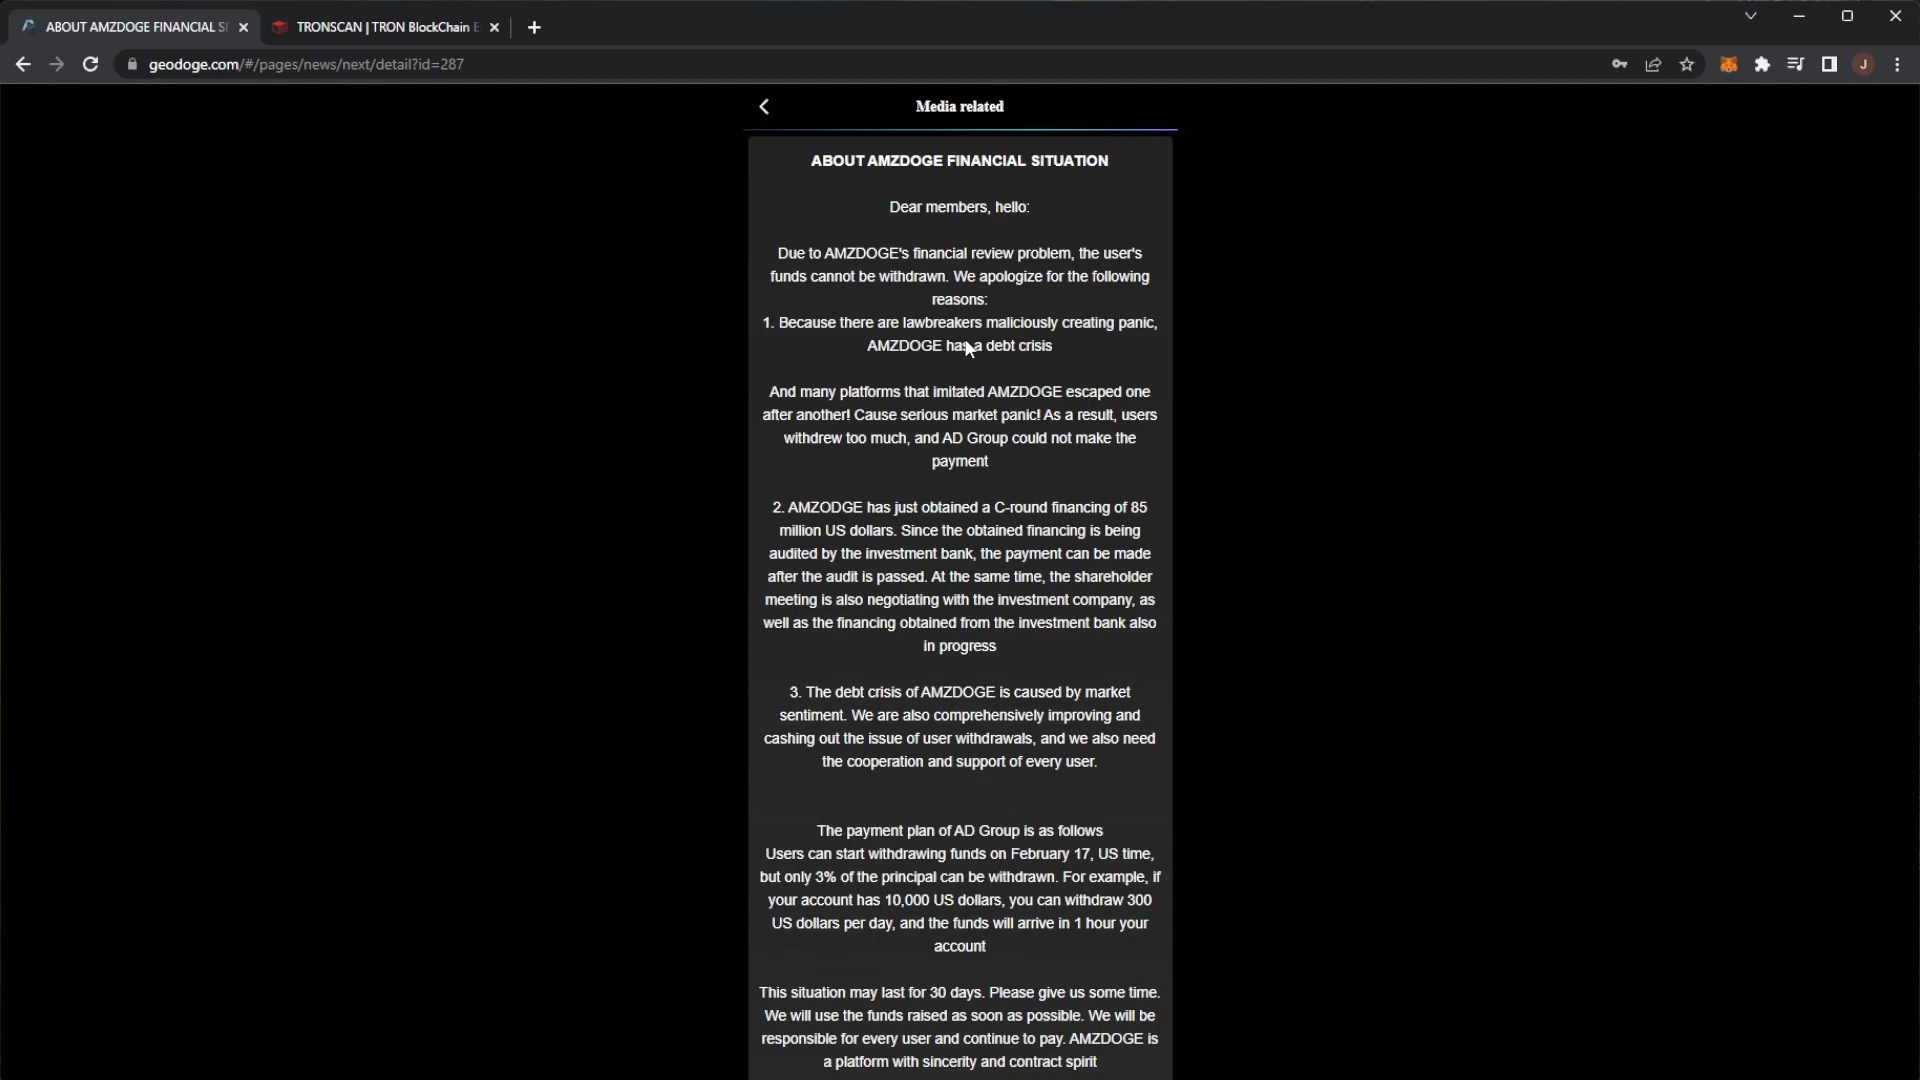 ABOUT AMZDOGE FINANCIAL SI
TRONSCAN | TRON BlockChain E
geodoge.com/#/pages/news/next/detail?id=287
J
Media related
ABOUT AMZDOGE FINANCIAL SITUATION
Dear members, hello:
Due to AMZDOGE's financial review problem, the user's
funds cannot be withdrawn. We apologize for the following
reasons:
1. Because there are lawbreakers maliciously creating panic,
AMZDOGE has a debt crisis
And many platforms that imitated AMZDOGE escaped one
after another! Cause serious market panic! As a result, users
withdrew too much, and AD Group could not make the
payment
2. AMZODGE has just obtained a C-round financing of 85
million US dollars. Since the obtained financing is being
audited by the investment bank, the payment can be made
after the audit is passed. At the same time, the shareholder
meeting is also negotiating with the investment company, as
well as the financing obtained from the investment bank also
in progress
3. The debt crisis of AMZDOGE is caused by market
sentiment. We are also comprehensively improving and
cashing out the issue of user withdrawals, and we also need
the cooperation and support of every user.
The payment plan of AD Group is as follows
Users can start withdrawing funds on February 17, US time,
but only 3% of the principal can be withdrawn. For example, if
your account has 10,000 US dollars, you can withdraw 300
US dollars per day, and the funds will arrive in 1 hour your
account
This situation may last for 30 days. Please give us some time.
We will use the funds raised as soon as possible. We will be
responsible for every user and continue to pay. AMZDOGE is
a platform with sincerity and contract spirit